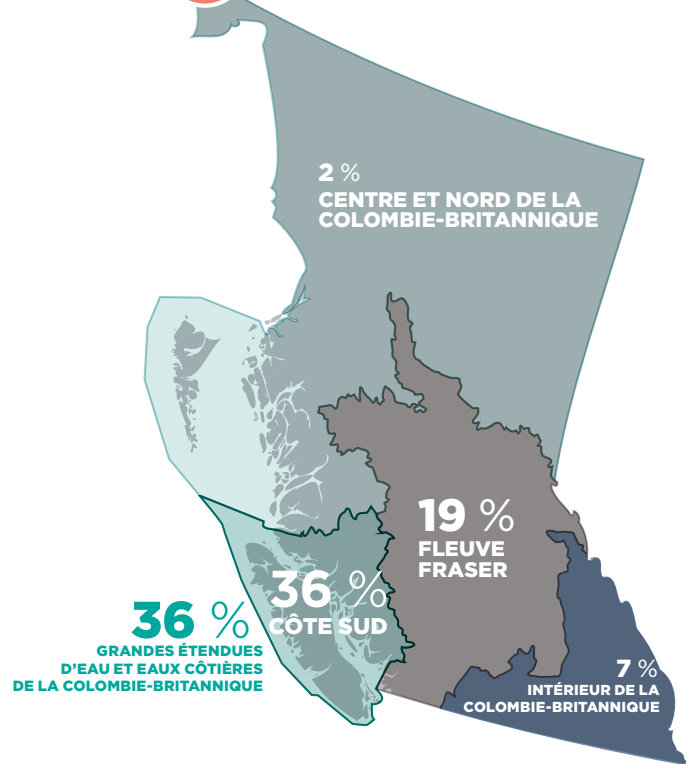 2 %
CENTRE ET NORD DE LA
COLOMBIE-BRITANNIQUE
19 %
FLEUVE
FRASER
36 %
CÔTE SUD
36 %
GRANDES ÉTENDUES
D'EAU ET EAUX CÔTIÈRES
DE LA COLOMBIE-BRITANNIQUE
7 %
INTÉRIEUR DE LA
COLOMBIE-BRITANNIQUE